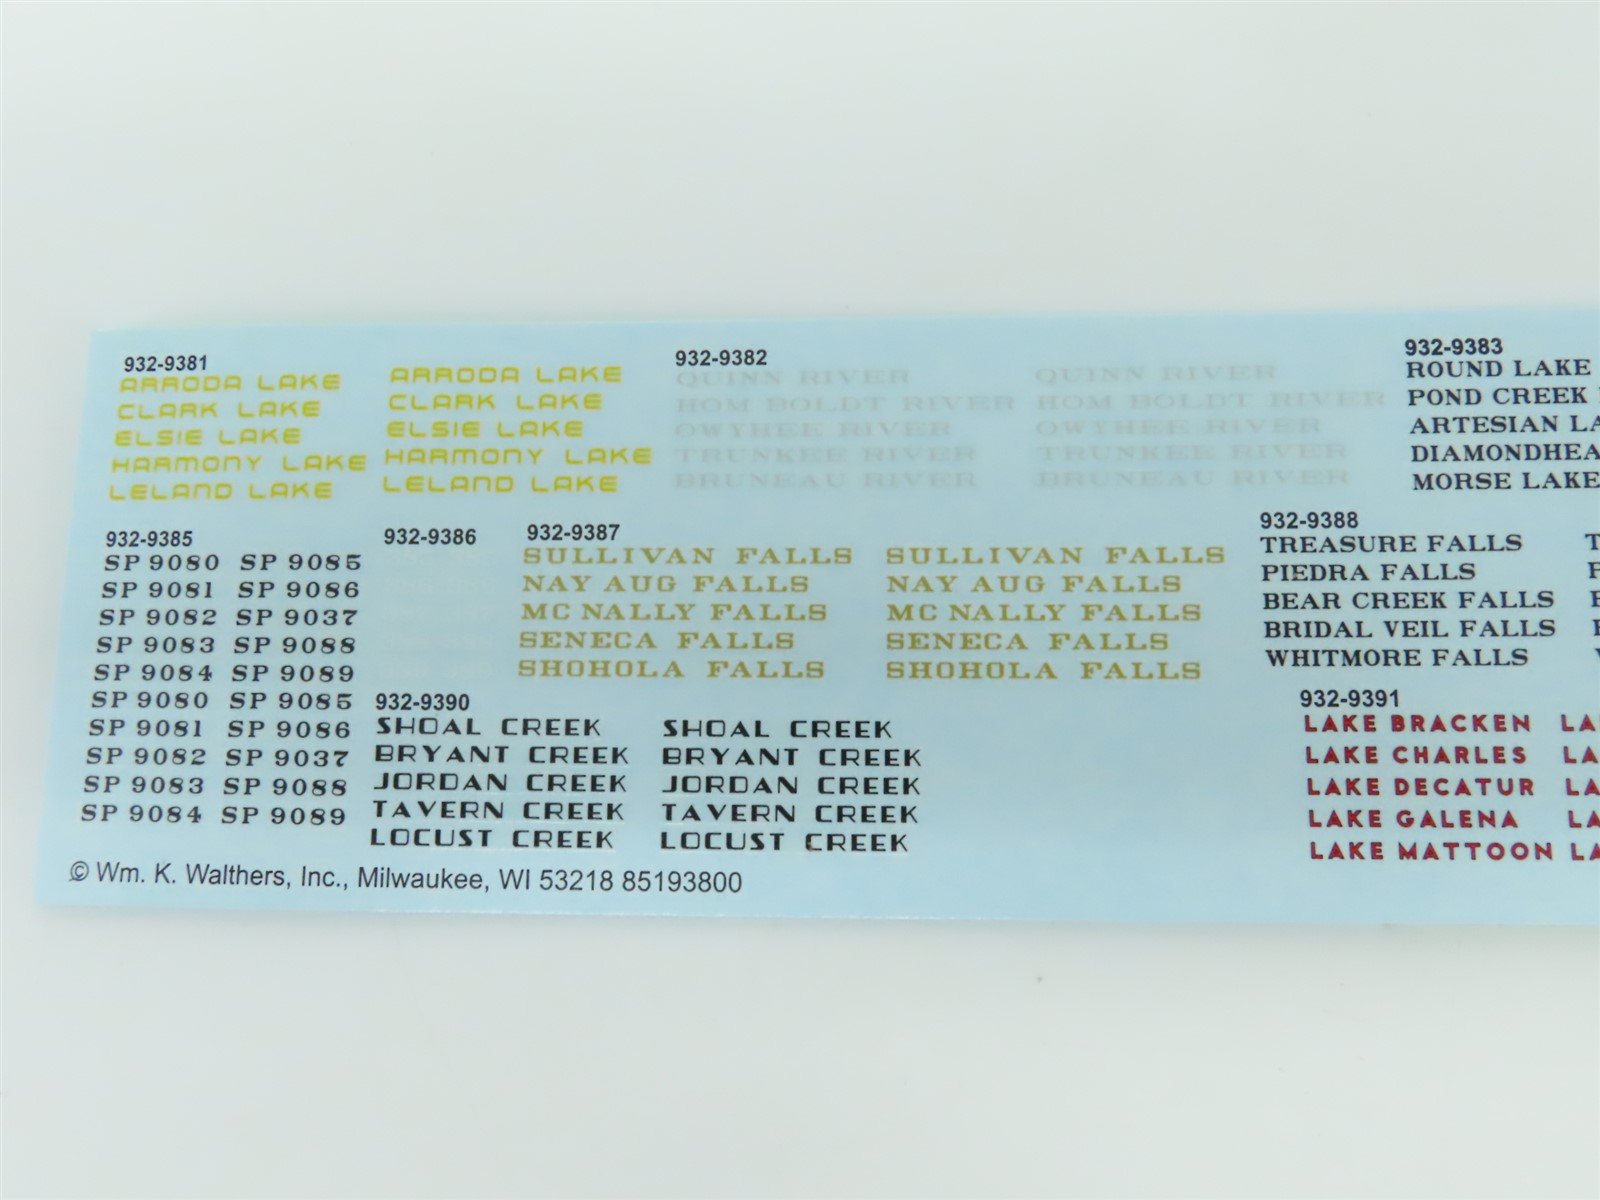 932-9381
ARRODA LAKE ARRODA LAKE
CLARK LAKE CLARK LAKE
ELSIE LAKE ELSIE LAKE
HARMONY LAKE HARMONY LAKE
LELAND LAKE LELAND LAKE
932-9382
QUINN RIVER QUINN RIVER
HOM BOLDT RIVER HOM BOLDT RIVER
OWYHEE RIVER OWYHEE RIVER
TRUNKEE RIVER TRUNKEE RIVER
BRUNEAU RIVER BRUNEAU RIVER
932-9383
ROUND LAKE
POND CREEK
ARTESIAN LA
DIAMONDHEA
MORSE LAKE
932-9385
SP 9080 SP 9085
SP 9081 SP 9086
SP 9082 SP 9037
SP 9083 SP 9088
SP 9084 SP 9089
SP 9080 SP 9085
SP 9081 SP 9086
SP 9082 SP 9037
SP 9083 SP 9088
SP 9084 SP 9089
932-9386
932-9387
SULLIVAN FALLS SULLIVAN FALLS
NAY AUG FALLS NAY AUG FALLS
MC NALLY FALLS MC NALLY FALLS
SENECA FALLS SENECA FALLS
SHOHOLA FALLS SHOHOLA FALLS
932-9388
TREASURE FALLS T
PIEDRA FALLS
BEAR CREEK FALLS
BRIDAL VEIL FALLS
WHITMORE FALLS
932-9390
SHOAL CREEK SHOAL CREEK
BRYANT CREEK BRYANT CREEK
JORDAN CREEK JORDAN CREEK
TAVERN CREEK TAVERN CREEK
LOCUST CREEK LOCUST CREEK
932-9391
LAKE BRACKEN LA
LAKE CHARLES LA
LAKE DECATUR LA
LAKE GALENA LA
LAKE MATTOON LA
© Wm. K. Walthers, Inc., Milwaukee, WI 53218 85193800